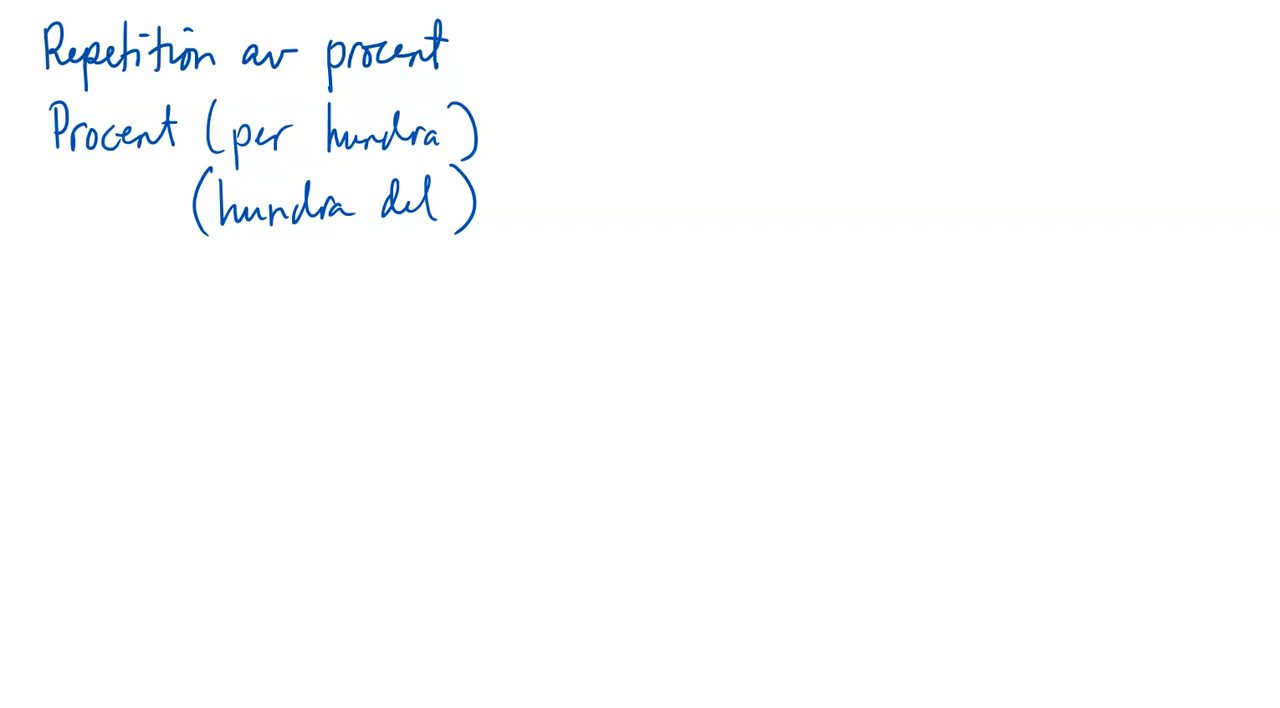 Repetition av procent
Procent (per hundra)
(hundra del)